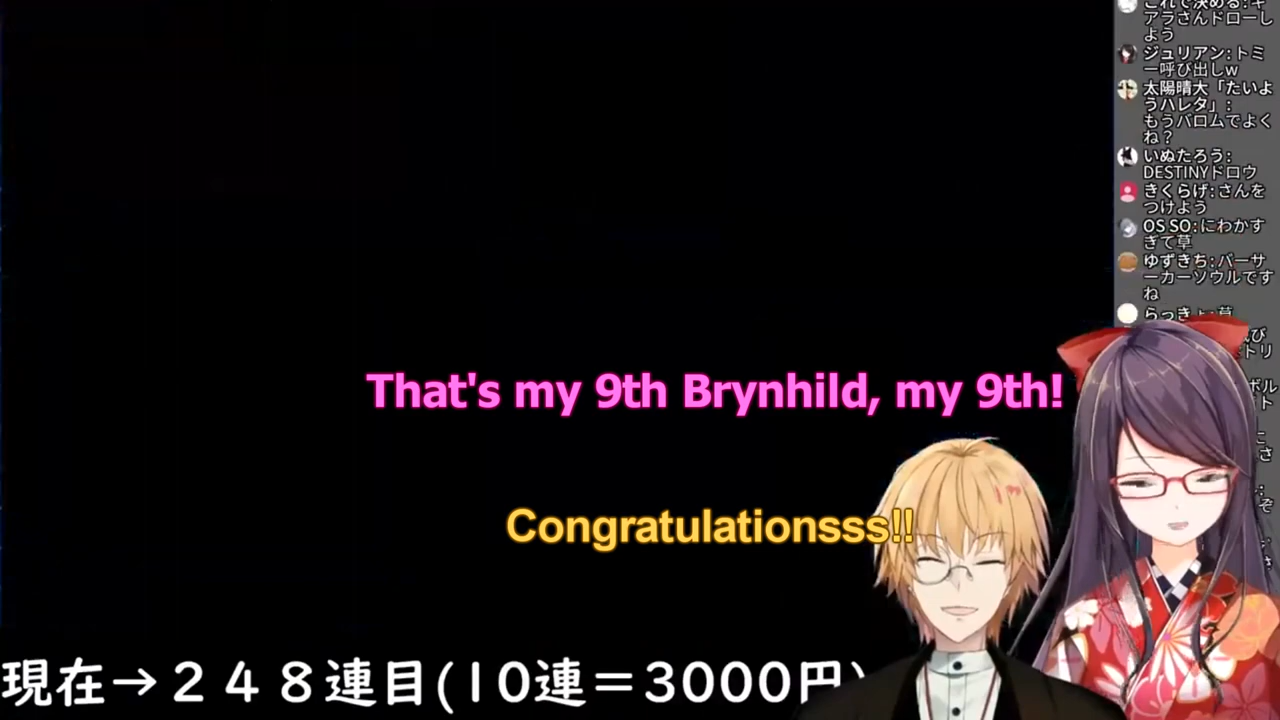 これで決める:ギ
アラさんドローし
よう
ジュリアン:トミ
ー呼び出しw
太陽晴大「たいよ
うハレタ」:
もうバロムでよく
ね？
いぬたろう:
DESTINYドロウ
きくらげ:さんを
つけよう
OS SO:にわかす
ぎて草
ゆずきち:バーサ
ーカーソウルです
ね
らっきょ:草
That's my 9th Brynhild, my 9th!
Congratulationsss!!
現在→２４８連目(10連＝3000円)